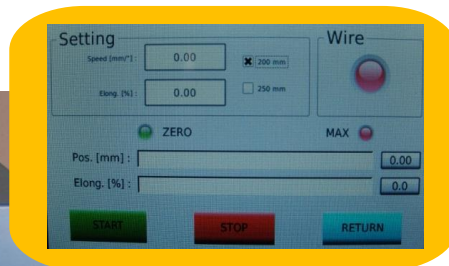 Setting
Wire
Speed [mm/"] :
0.00
200 mm
Elong. [%] :
0.00
250 mm
ZERO
MAX
Pos. [mm] :
0.00
Elong. [%] :
0.0
START
STOP
RETURN